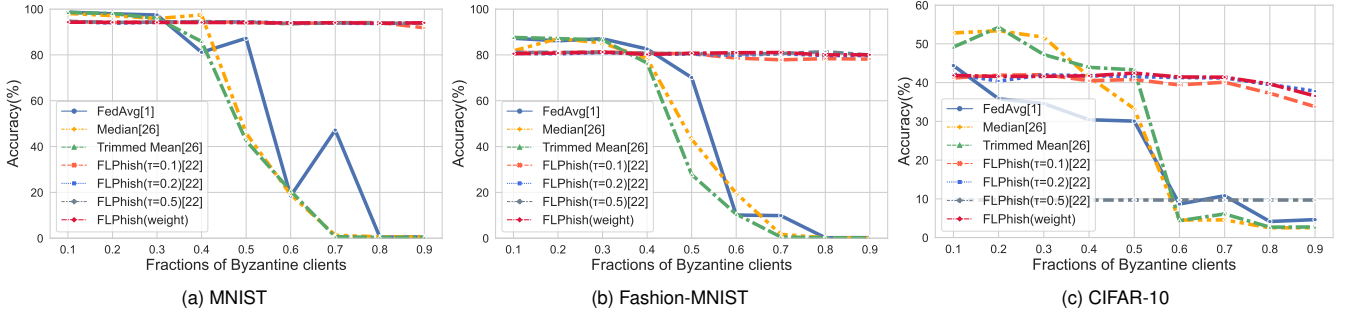 100
80
60
40
20
0
Accuracy(%)
FedAvg[1]
Median[26]
Trimmed Mean[26]
FLPhish(τ=0.1)[22]
FLPhish(τ=0.2)[22]
FLPhish(τ=0.5)[22]
FLPhish(weight)
0.1 0.2 0.3 0.4 0.5 0.6 0.7 0.8 0.9
Fractions of Byzantine clients
(a) MNIST
100
80
60
40
20
0
Accuracy(%)
FedAvg[1]
Median[26]
Trimmed Mean[26]
FLPhish(τ=0.1)[22]
FLPhish(τ=0.2)[22]
FLPhish(τ=0.5)[22]
FLPhish(weight)
0.1 0.2 0.3 0.4 0.5 0.6 0.7 0.8 0.9
Fractions of Byzantine clients
(b) Fashion-MNIST
60
50
40
30
20
10
0
Accuracy(%)
FedAvg[1]
Median[26]
Trimmed Mean[26]
FLPhish(τ=0.1)[22]
FLPhish(τ=0.2)[22]
FLPhish(τ=0.5)[22]
FLPhish(weight)
0.1 0.2 0.3 0.4 0.5 0.6 0.7 0.8 0.9
Fractions of Byzantine clients
(c) CIFAR-10